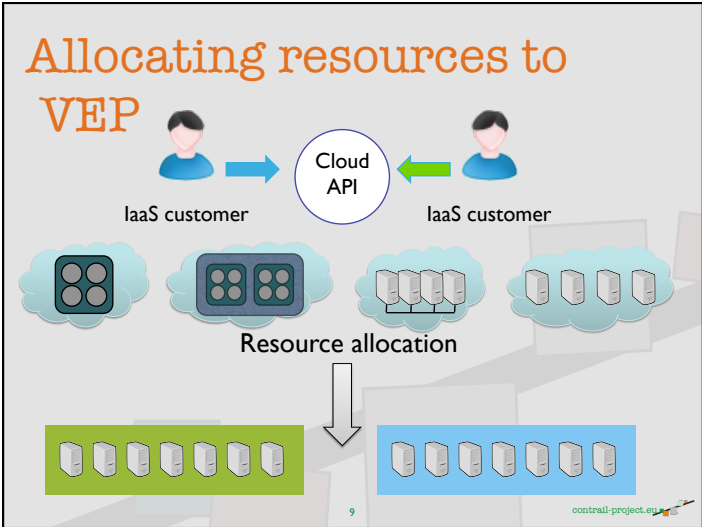 Allocating resources to
VEP
Cloud
API
IaaS customer
IaaS customer
Resource allocation
9
contrail-project.eu